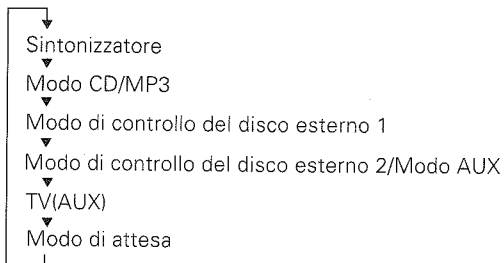 Sintonizzatore
Modo CD/MP3
Modo di controllo del disco esterno 1
Modo di controllo del disco esterno 2/Modo AUX
TV(AUX)
Modo di attesa